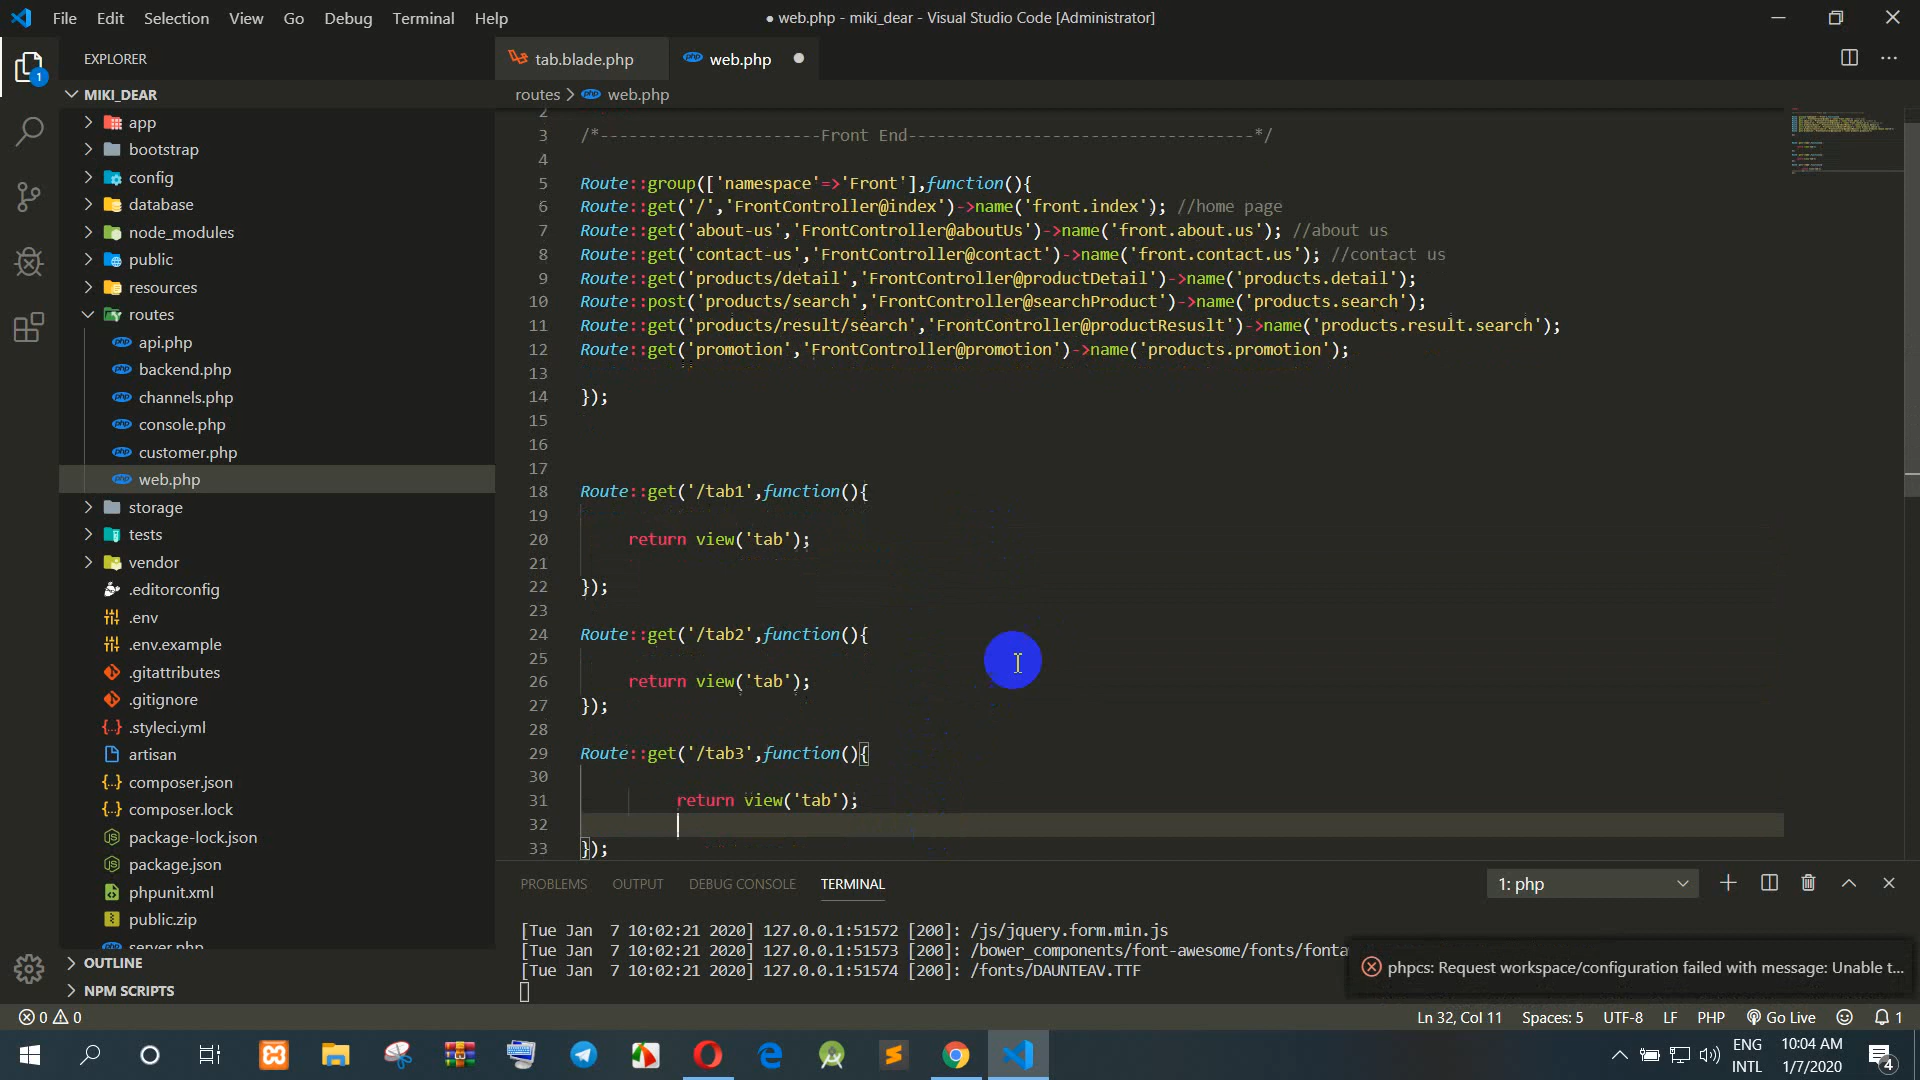 File Edit Selection View Go Debug Terminal Help
● web.php - miki_dear - Visual Studio Code [Administrator]
EXPLORER
tab.blade.php
web.php
MIKI_DEAR
routes > web.php
app
bootstrap
config
database
node_modules
public
resources
routes
api.php
backend.php
channels.php
console.php
customer.php
web.php
storage
tests
vendor
.editorconfig
.env
.env.example
.gitattributes
.gitignore
.styleci.yml
artisan
composer.json
composer.lock
package-lock.json
package.json
phpunit.xml
public.zip
server.php
OUTLINE
NPM SCRIPTS
2
3 /*-----------------------Front End------------------------------------*/
4
5 Route::group(['namespace'=>'Front'],function(){
6 Route::get('/','FrontController@index')->name('front.index'); //home page
7 Route::get('about-us','FrontController@aboutUs')->name('front.about.us'); //about us
8 Route::get('contact-us','FrontController@contact')->name('front.contact.us'); //contact us
9 Route::get('products/detail','FrontController@productDetail')->name('products.detail');
10 Route::post('products/search','FrontController@searchProduct')->name('products.search');
11 Route::get('products/result/search','FrontController@productResuslt')->name('products.result.search');
12 Route::get('promotion','FrontController@promotion')->name('products.promotion');
13
14 });
15
16
17
18 Route::get('/tab1',function(){
19
20 return view('tab');
21
22 });
23
24 Route::get('/tab2',function(){
25
26 return view('tab');
27 });
28
29 Route::get('/tab3',function(){
30
31 return view('tab');
32
33 });
PROBLEMS OUTPUT DEBUG CONSOLE TERMINAL
1: php
[Tue Jan  7 10:02:21 2020] 127.0.0.1:51572 [200]: /js/jquery.form.min.js
[Tue Jan  7 10:02:21 2020] 127.0.0.1:51573 [200]: /bower_components/font-awesome/fonts/fonta
[Tue Jan  7 10:02:21 2020] 127.0.0.1:51574 [200]: /fonts/DAUNTEAV.TTF
phpcs: Request workspace/configuration failed with message: Unable t...
0 0
Ln 32, Col 11 Spaces: 5 UTF-8 LF PHP Go Live 1
ENG
INTL
10:04 AM
1/7/2020
4